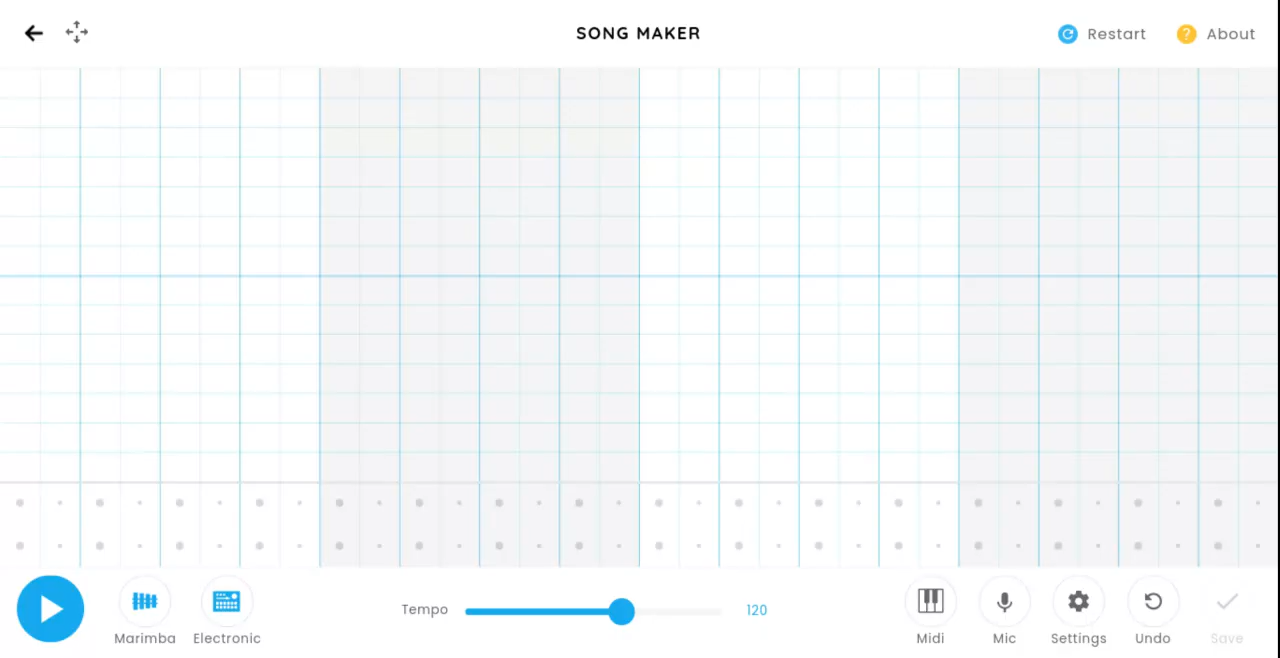 SONG MAKER
Restart
About
Tempo
120
Marimba
Electronic
Midi
Mic
Settings
Undo
Save